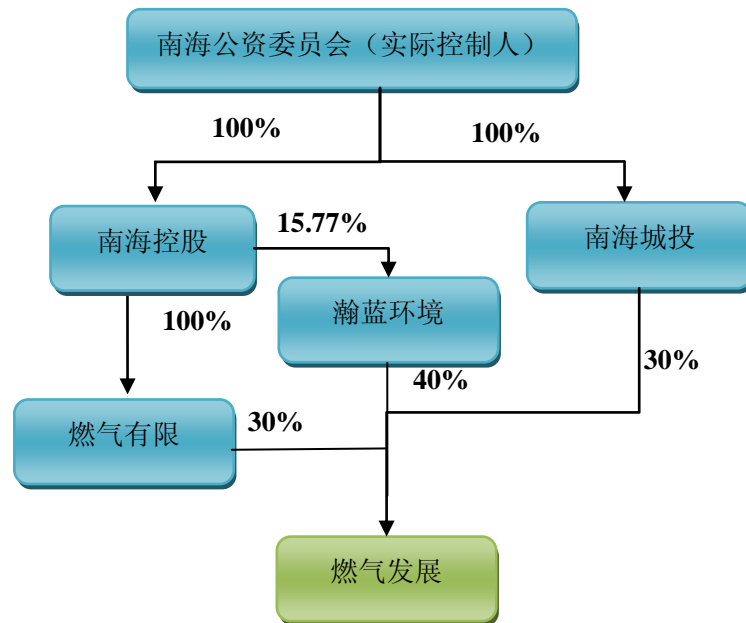 南海公资委员会（实际控制人）
100%
100%
南海控股
15.77%
南海城投
瀚蓝环境
100%
40%
30%
燃气有限
30%
燃气发展